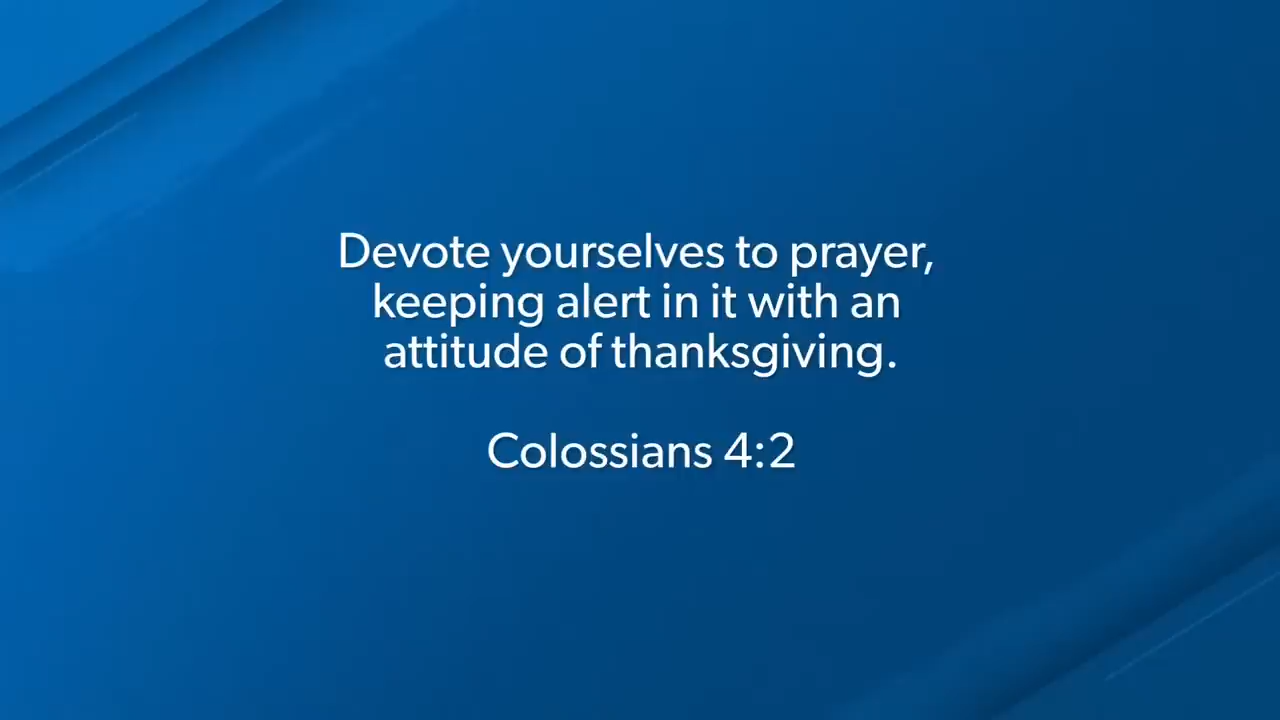 Devote yourselves to prayer,
keeping alert in it with an
attitude of thanksgiving.
Colossians 4:2